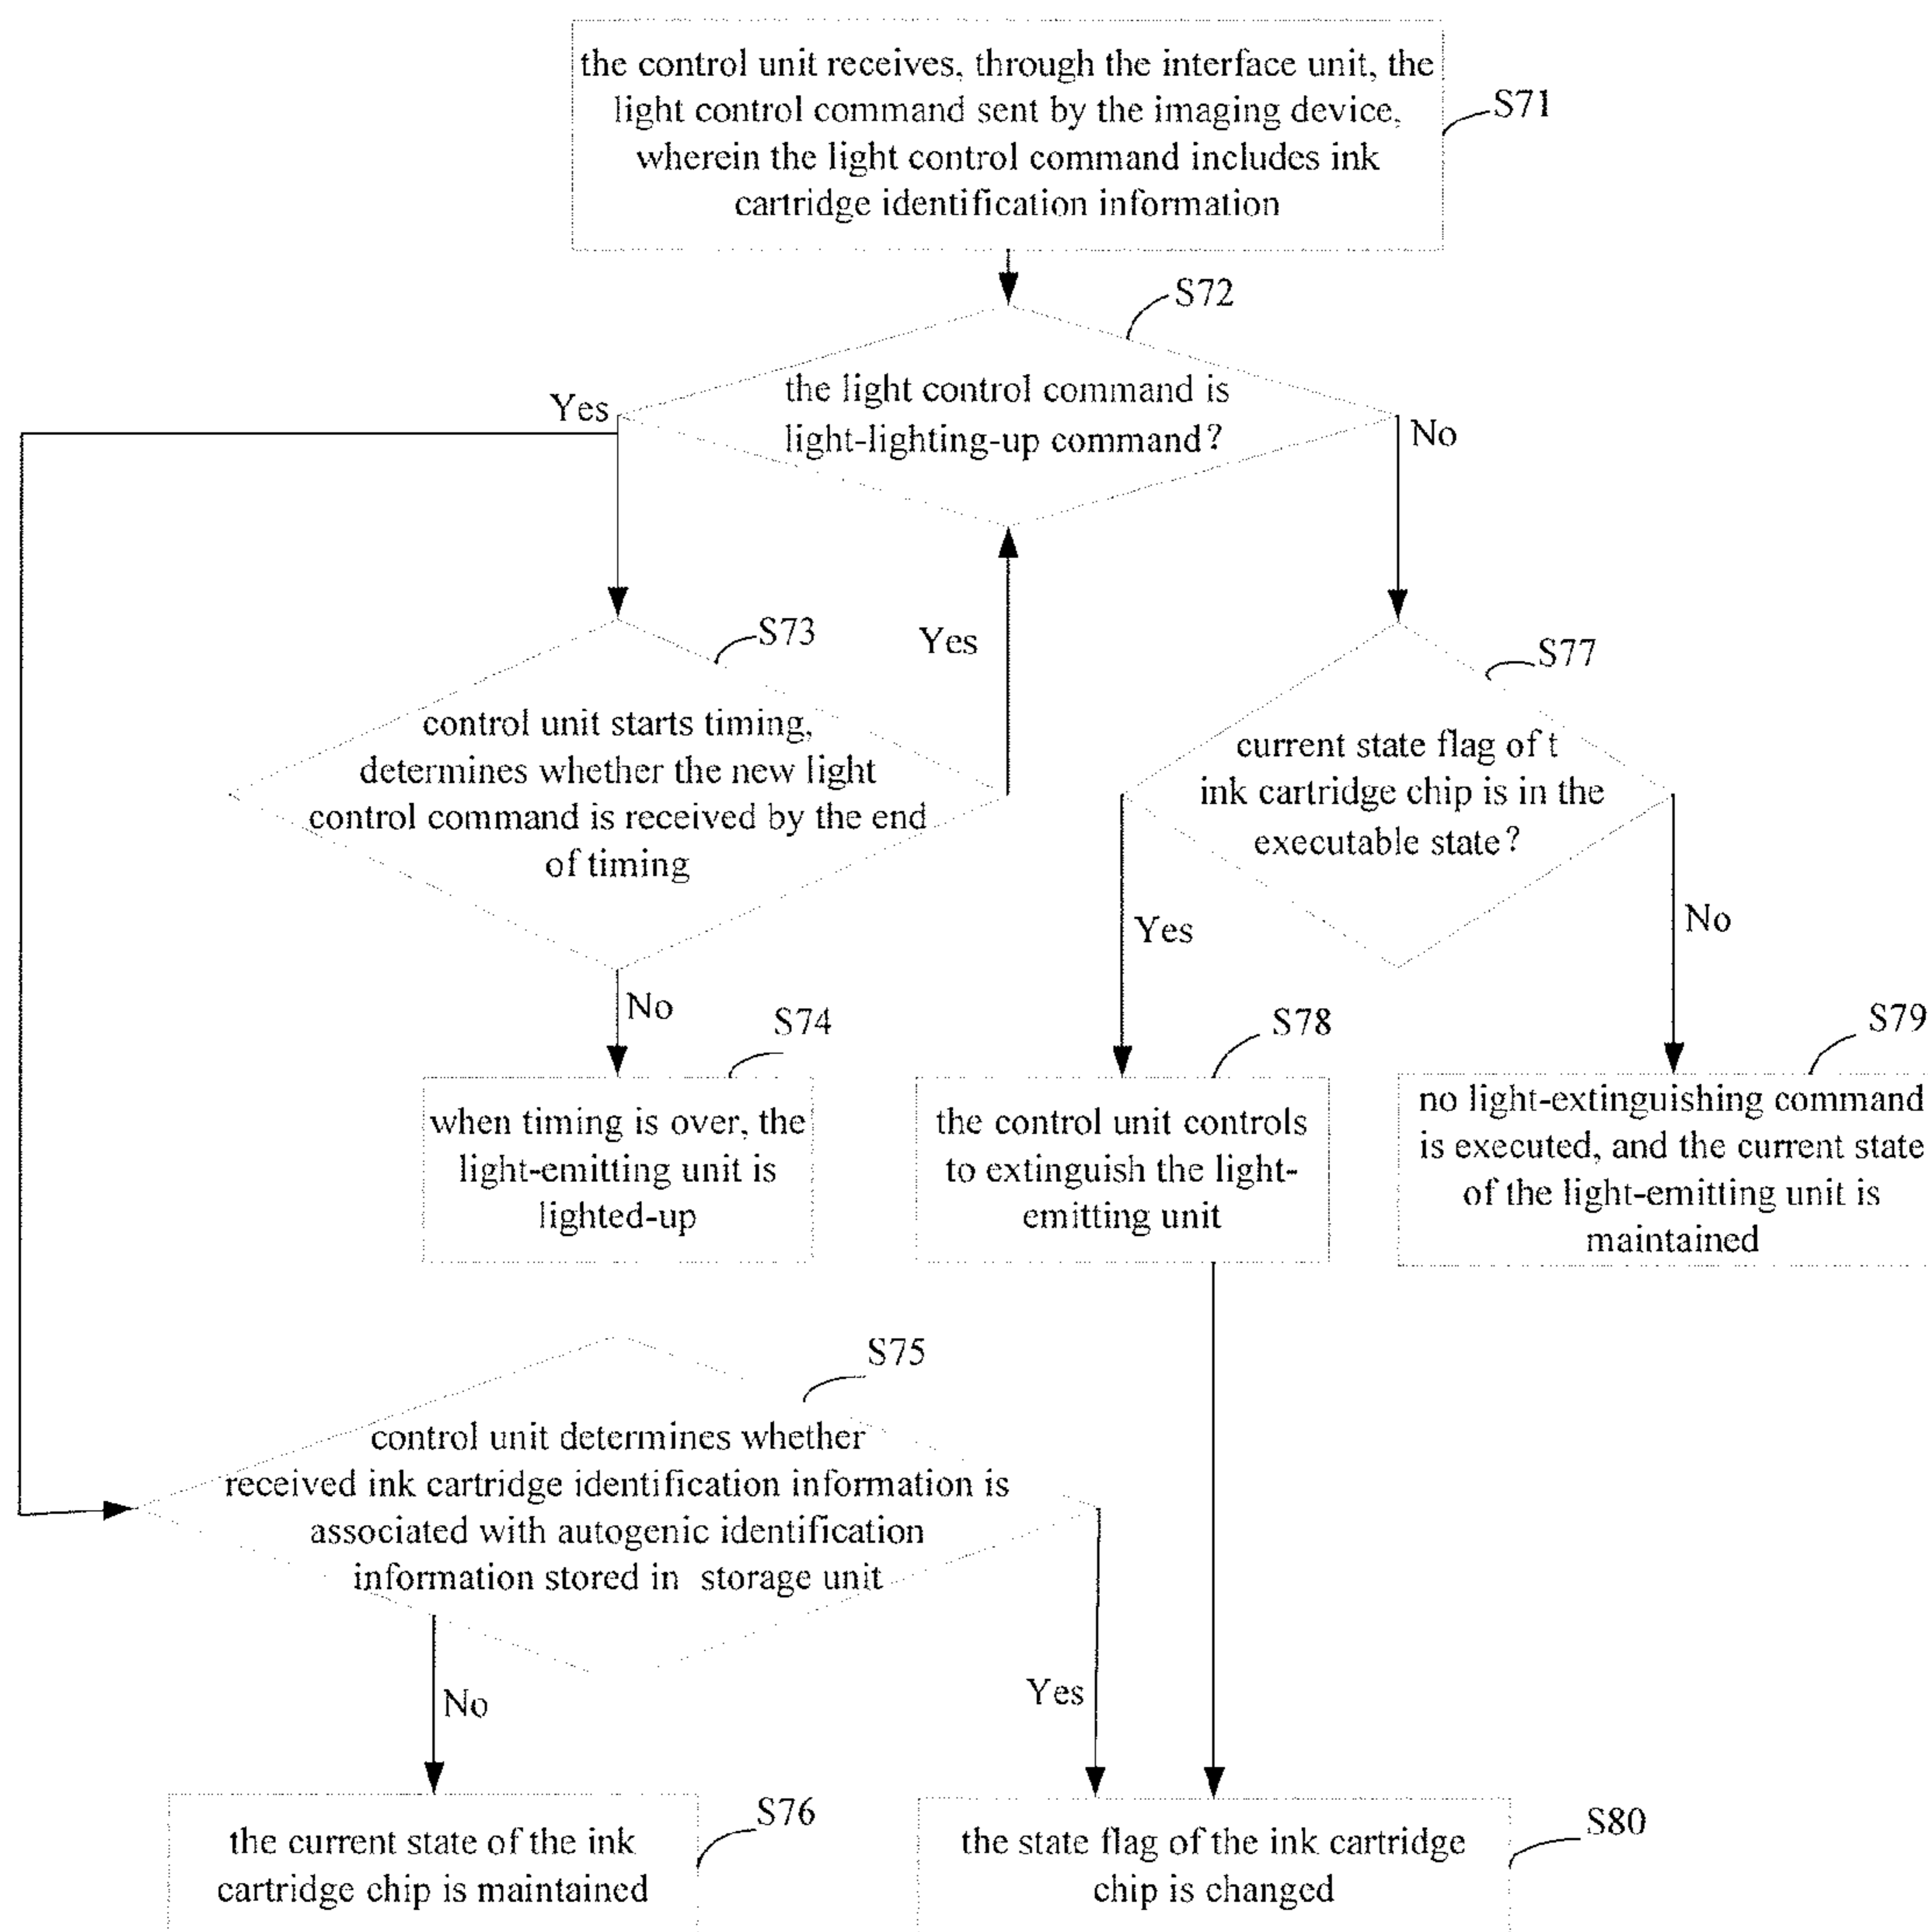 the control unit receives, through the interface unit, the
light control command sent by the imaging device,
wherein the light control command includes ink
cartridge identification information
S71
S72
the light control command is
light-lighting-up command?
Yes
No
S73
control unit starts timing,
determines whether the new light
control command is received by the end
of timing
Yes
No
S77
current state flag of t
ink cartridge chip is in the
executable state?
Yes
No
S74
when timing is over, the
light-emitting unit is
lighted-up
S78
the control unit controls
to extinguish the light-
emitting unit
S79
no light-extinguishing command
is executed, and the current state
of the light-emitting unit is
maintained
S75
control unit determines whether
received ink cartridge identification information is
associated with autogenic identification
information stored in storage unit
No
Yes
S76
the current state of the ink
cartridge chip is maintained
S80
the state flag of the ink cartridge
chip is changed